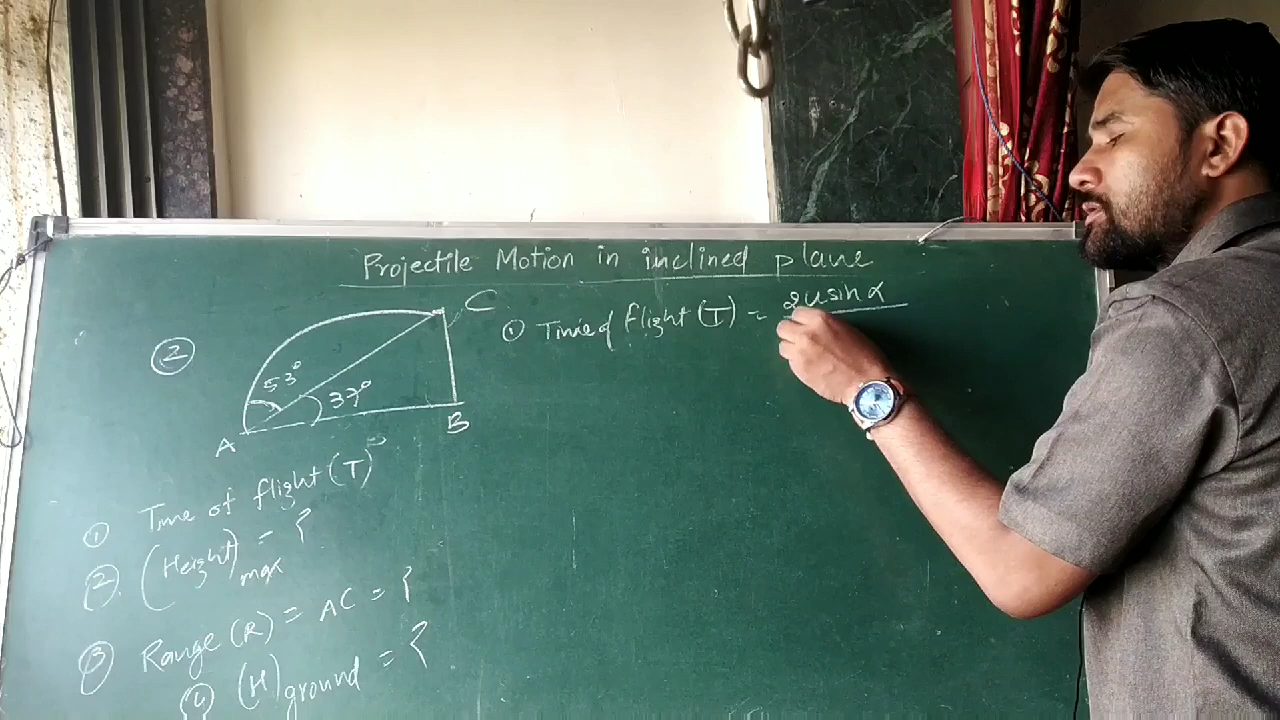 Projectile Motion in inclined plane
① Time of flight (T) = 2u sin α
②
C
53°
37°
A
B
① Time of flight (T) =
② (Height)max = ?
③ Range (R) = AC = ?
④ (H)ground = ?